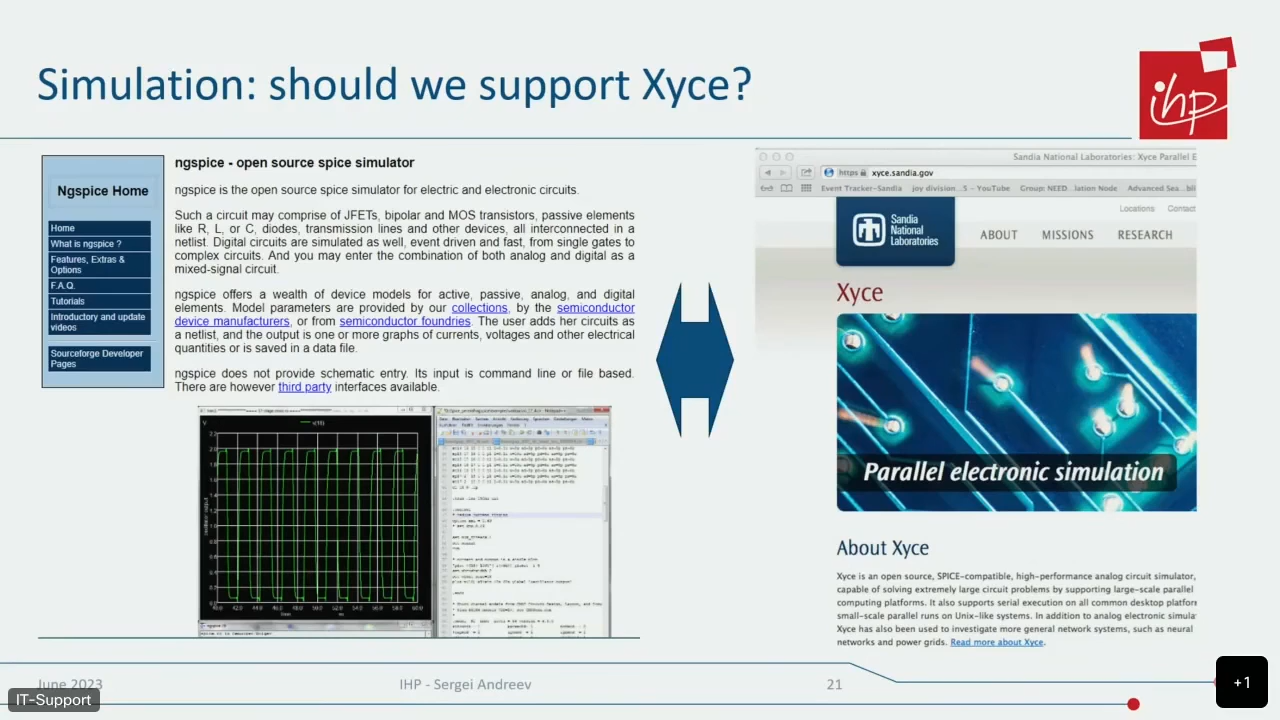 Simulation: should we support Xyce?
ihp
Ngspice Home
Home
What is ngspice ?
Features, Extras &
Options
F.A.Q.
Tutorials
Introductory and update
videos
Sourceforge Developer
Pages
ngspice - open source spice simulator
ngspice is the open source spice simulator for electric and electronic circuits.
Such a circuit may comprise of JFETs, bipolar and MOS transistors, passive elements
like R, L, or C, diodes, transmission lines and other devices, all interconnected in a
netlist. Digital circuits are simulated as well, event driven and fast, from single gates to
complex circuits. And you may enter the combination of both analog and digital as a
mixed-signal circuit.
ngspice offers a wealth of device models for active, passive, analog, and digital
elements. Model parameters are provided by our collections, by the semiconductor
device manufacturers, or from semiconductor foundries. The user adds her circuits as
a netlist, and the output is one or more graphs of currents, voltages and other electrical
quantities or is saved in a data file.
ngspice does not provide schematic entry. Its input is command line or file based.
There are however third party interfaces available.
Sandia National Laboratories: Xyce Parallel E
https xyce.sandia.gov
Event Tracker-Sandia joy division...S - YouTube Group: NEED...lation Node Advanced Sea...bli
Locations Contact
Sandia
National
Laboratories
ABOUT MISSIONS RESEARCH
Xyce
Parallel electronic simulation
About Xyce
Xyce is an open source, SPICE-compatible, high-performance analog circuit simulator,
capable of solving extremely large circuit problems by supporting large-scale parallel
computing platforms. It also supports serial execution on all common desktop platforr
small-scale parallel runs on Unix-like systems. In addition to analog electronic simula
Xyce has also been used to investigate more general network systems, such as neural
networks and power grids. Read more about Xyce.
June 2023
IHP - Sergei Andreev
21
IT-Support
+1